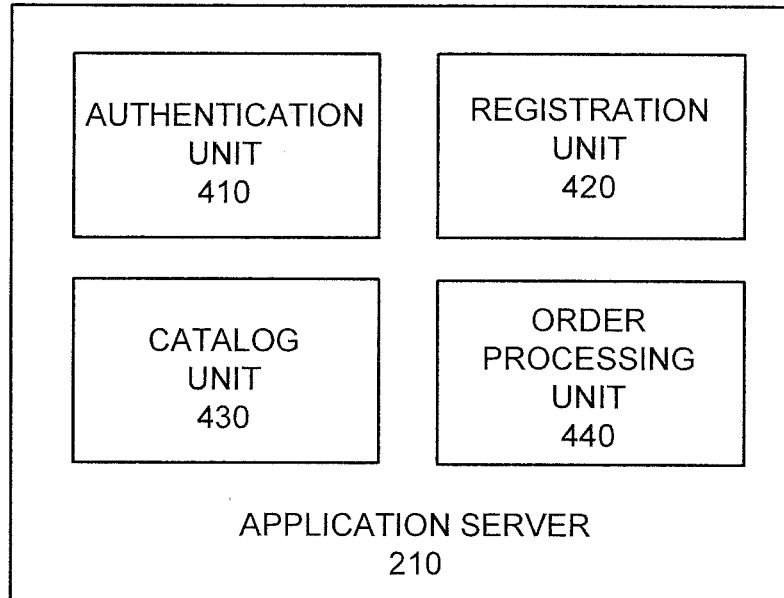 AUTHENTICATION
UNIT
410
REGISTRATION
UNIT
420
CATALOG
UNIT
430
ORDER
PROCESSING
UNIT
440
APPLICATION SERVER
210